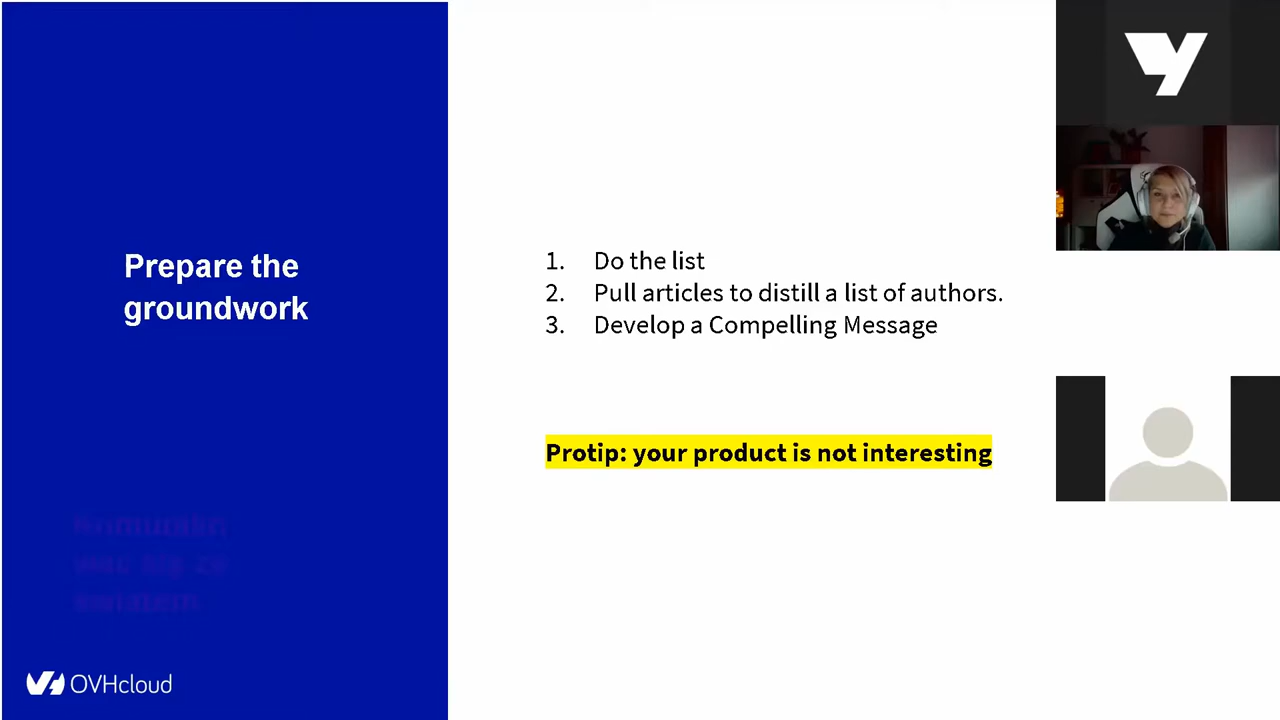 Prepare the
groundwork
1. Do the list
2. Pull articles to distill a list of authors.
3. Develop a Compelling Message
Protip: your product is not interesting
OVHcloud